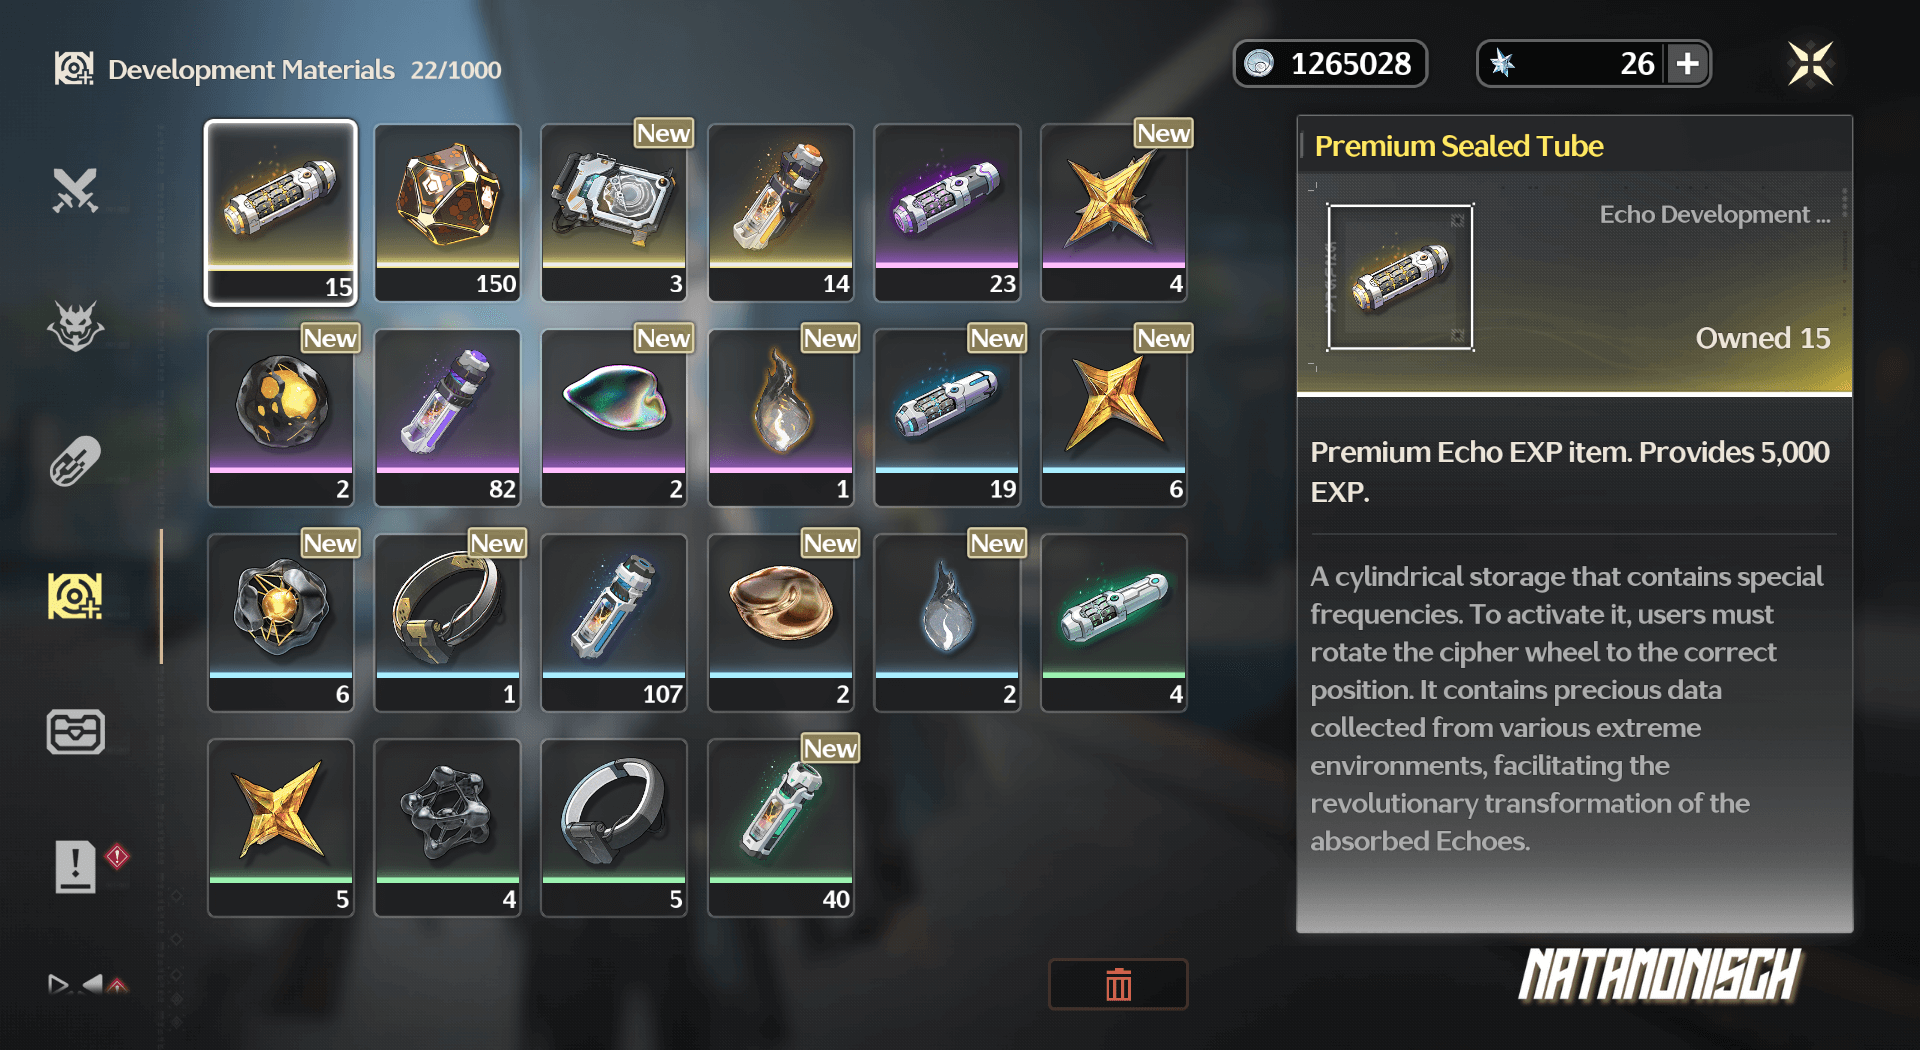 Development Materials 22/1000
1265028
26
New
New
15
150
3
14
23
4
New
New
New
New
New
2
82
2
1
19
6
New
New
New
New
6
1
107
2
2
4
New
5
4
5
40
Premium Sealed Tube
Echo Development ...
Owned 15
Premium Echo EXP item. Provides 5,000
EXP.
A cylindrical storage that contains special
frequencies. To activate it, users must
rotate the cipher wheel to the correct
position. It contains precious data
collected from various extreme
environments, facilitating the
revolutionary transformation of the
absorbed Echoes.
NATAMONISCH